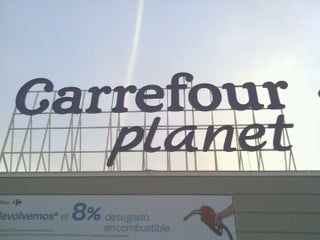 Carrefour
planet
devolvemos* el 8% de tu gasto
en combustible